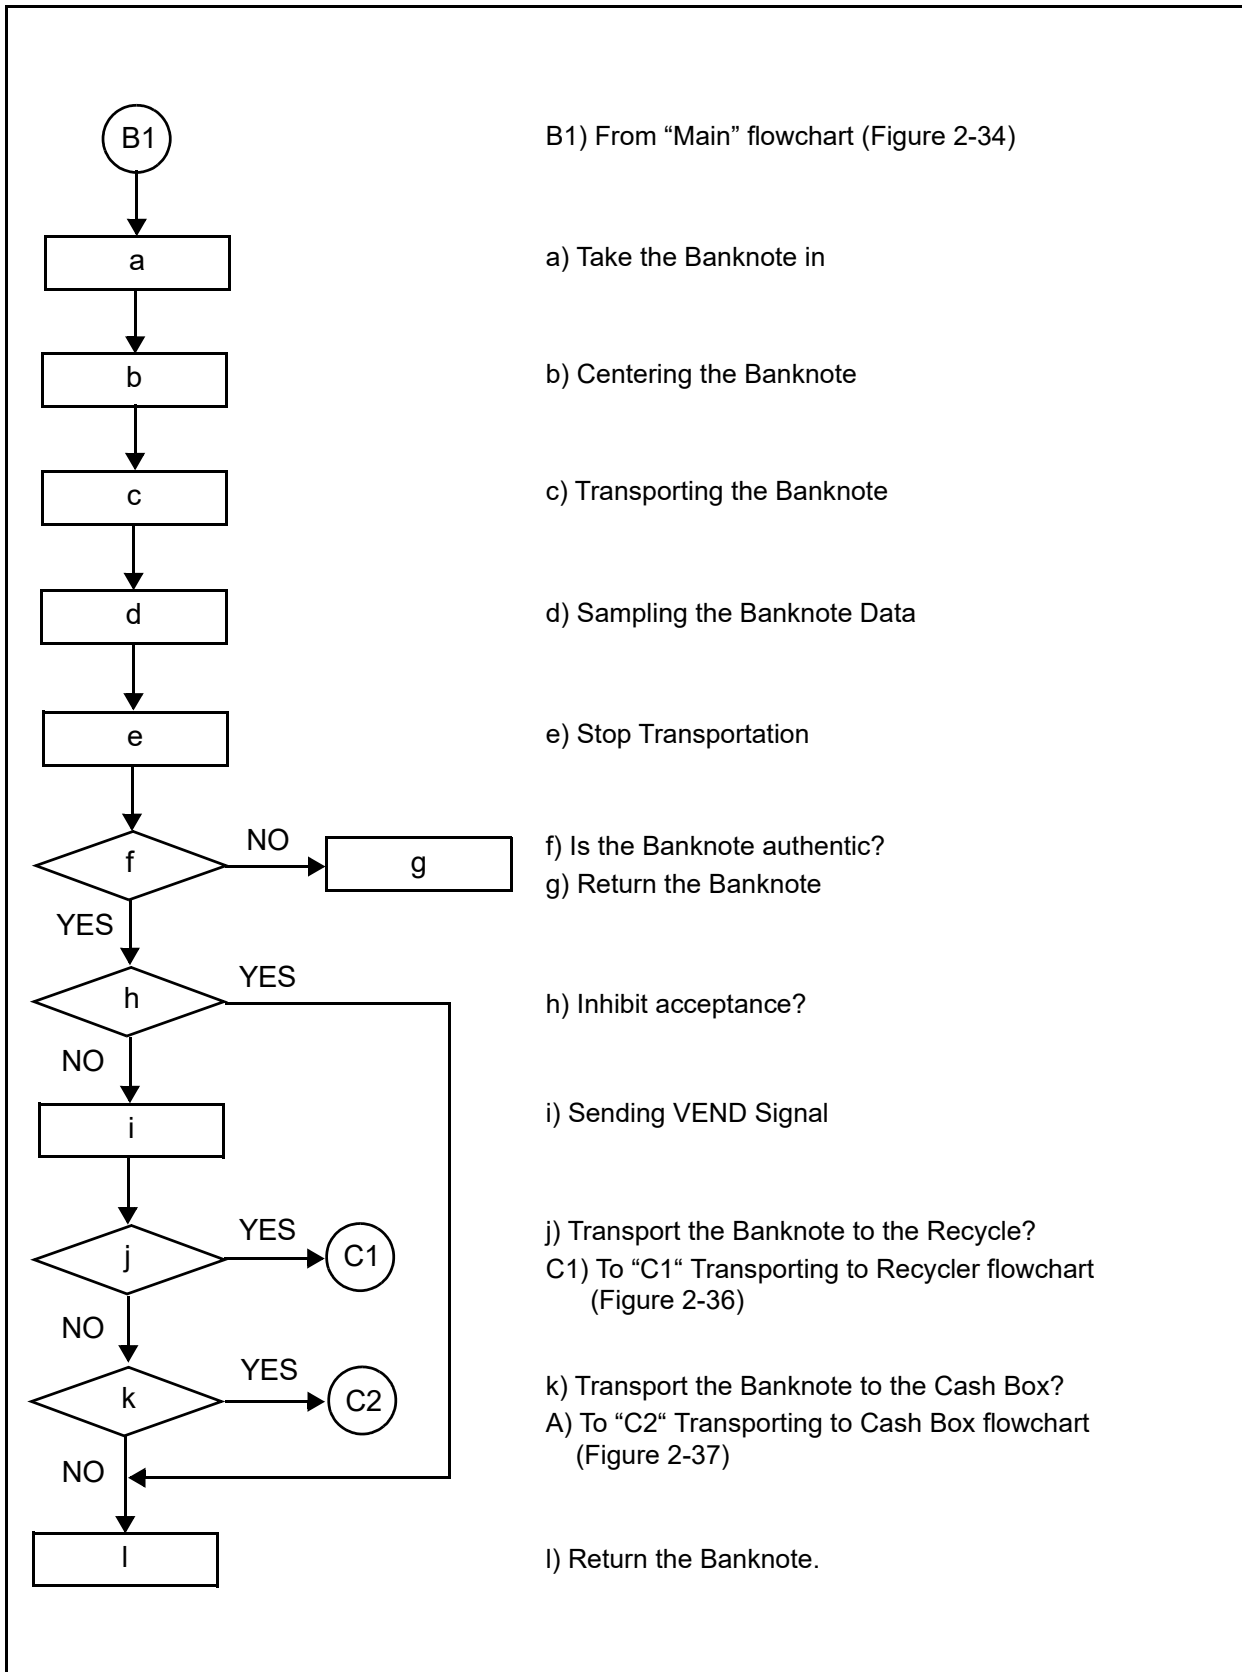 B1
B1) From “Main” flowchart (Figure 2-34)
a
a) Take the Banknote in
b
b) Centering the Banknote
c
c) Transporting the Banknote
d
d) Sampling the Banknote Data
e
e) Stop Transportation
f
NO
g
f) Is the Banknote authentic?
g) Return the Banknote
YES
h
YES
h) Inhibit acceptance?
NO
i
i) Sending VEND Signal
j
YES
C1
j) Transport the Banknote to the Recycle?
C1) To “C1“ Transporting to Recycler flowchart
(Figure 2-36)
NO
k
YES
C2
k) Transport the Banknote to the Cash Box?
A) To “C2“ Transporting to Cash Box flowchart
(Figure 2-37)
NO
l
l) Return the Banknote.